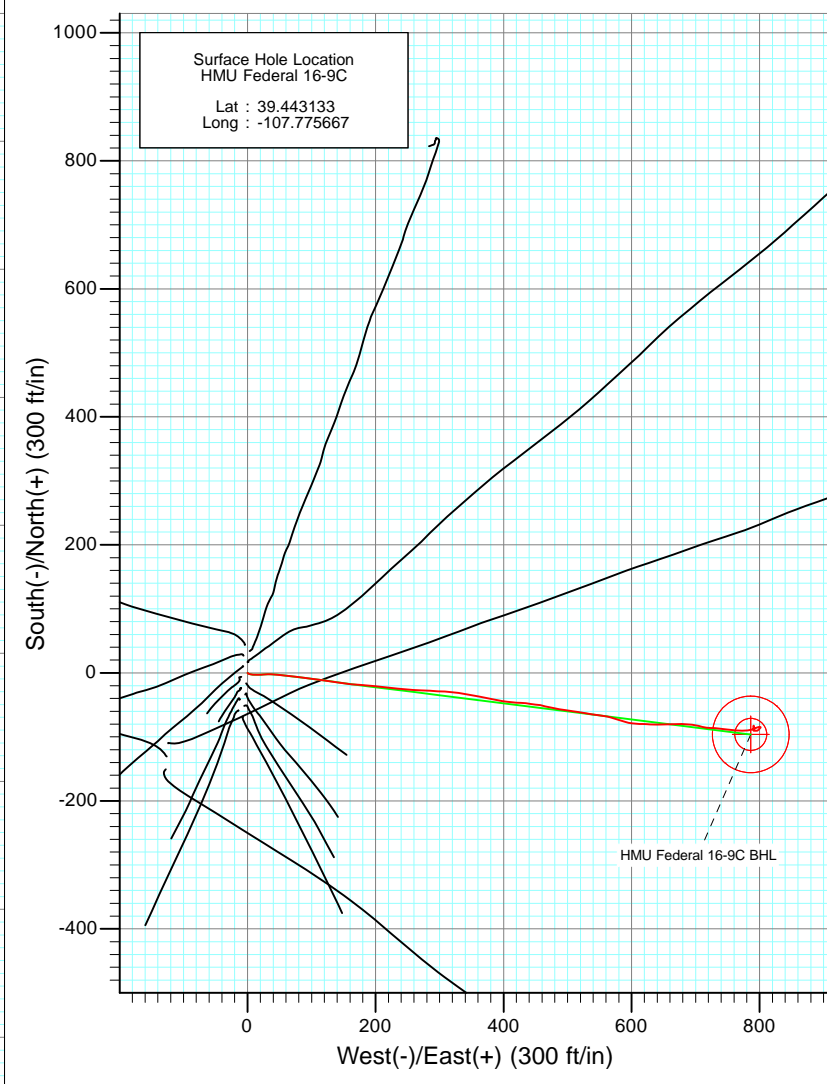 Surface Hole Location
HMU Federal 16-9C
Lat : 39.443133
Long : -107.775667
1000
800
600
400
200
0
-200
-400
South(-)/North(+) (300 ft/in)
HMU Federal 16-9C BHL
0 200 400 600 800
West(-)/East(+) (300 ft/in)